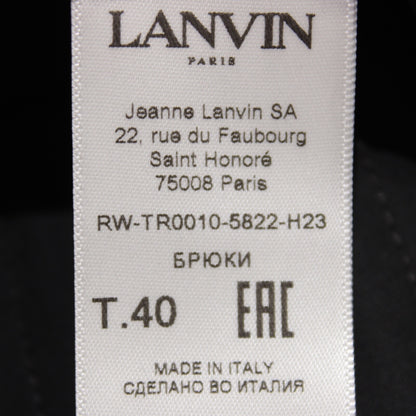 LANVIN
PARIS
Jeanne Lanvin SA
22, rue du Faubourg
Saint Honoré
75008 Paris
RW-TR0010-5822-H23
БРЮКИ
T.40 EAC
MADE IN ITALY
СДЕЛАНО ВО ИТАЛИЯ